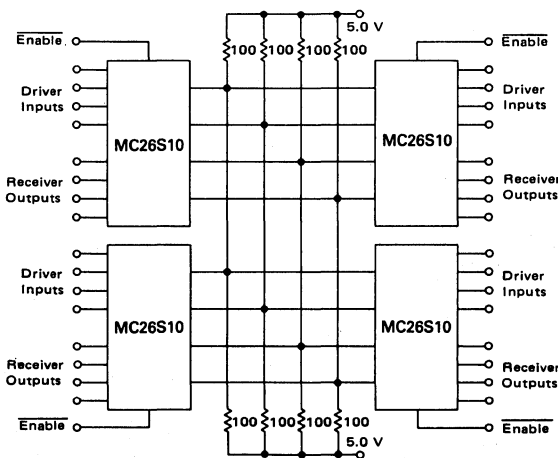 5.0 V
Enable
100 100 100 100
Enable
Driver
Inputs
MC26S10
Receiver
Outputs
Driver
Inputs
MC26S10
Receiver
Outputs
Driver
Inputs
MC26S10
Receiver
Outputs
Driver
Inputs
MC26S10
Receiver
Outputs
Enable
100 100 100 100
5.0 V
Enable